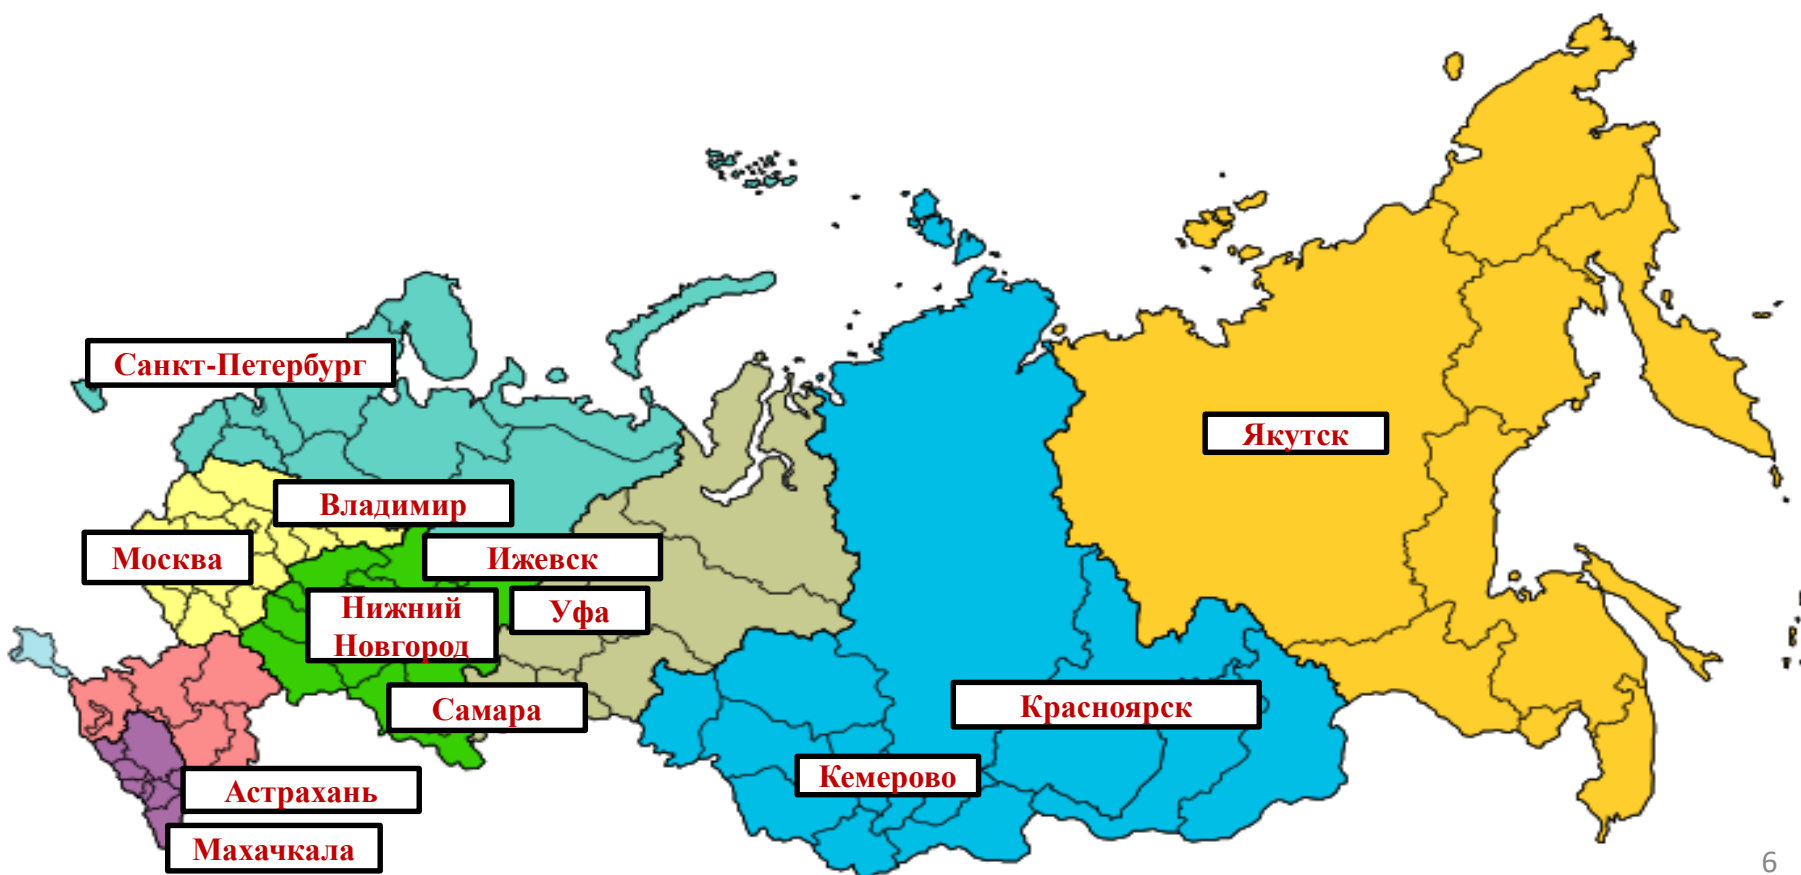 Санкт-Петербург
Якутск
Владимир
Москва
Ижевск
Нижний
Новгород
Уфа
Самара
Красноярск
Кемерово
Астрахань
Махачкала
6